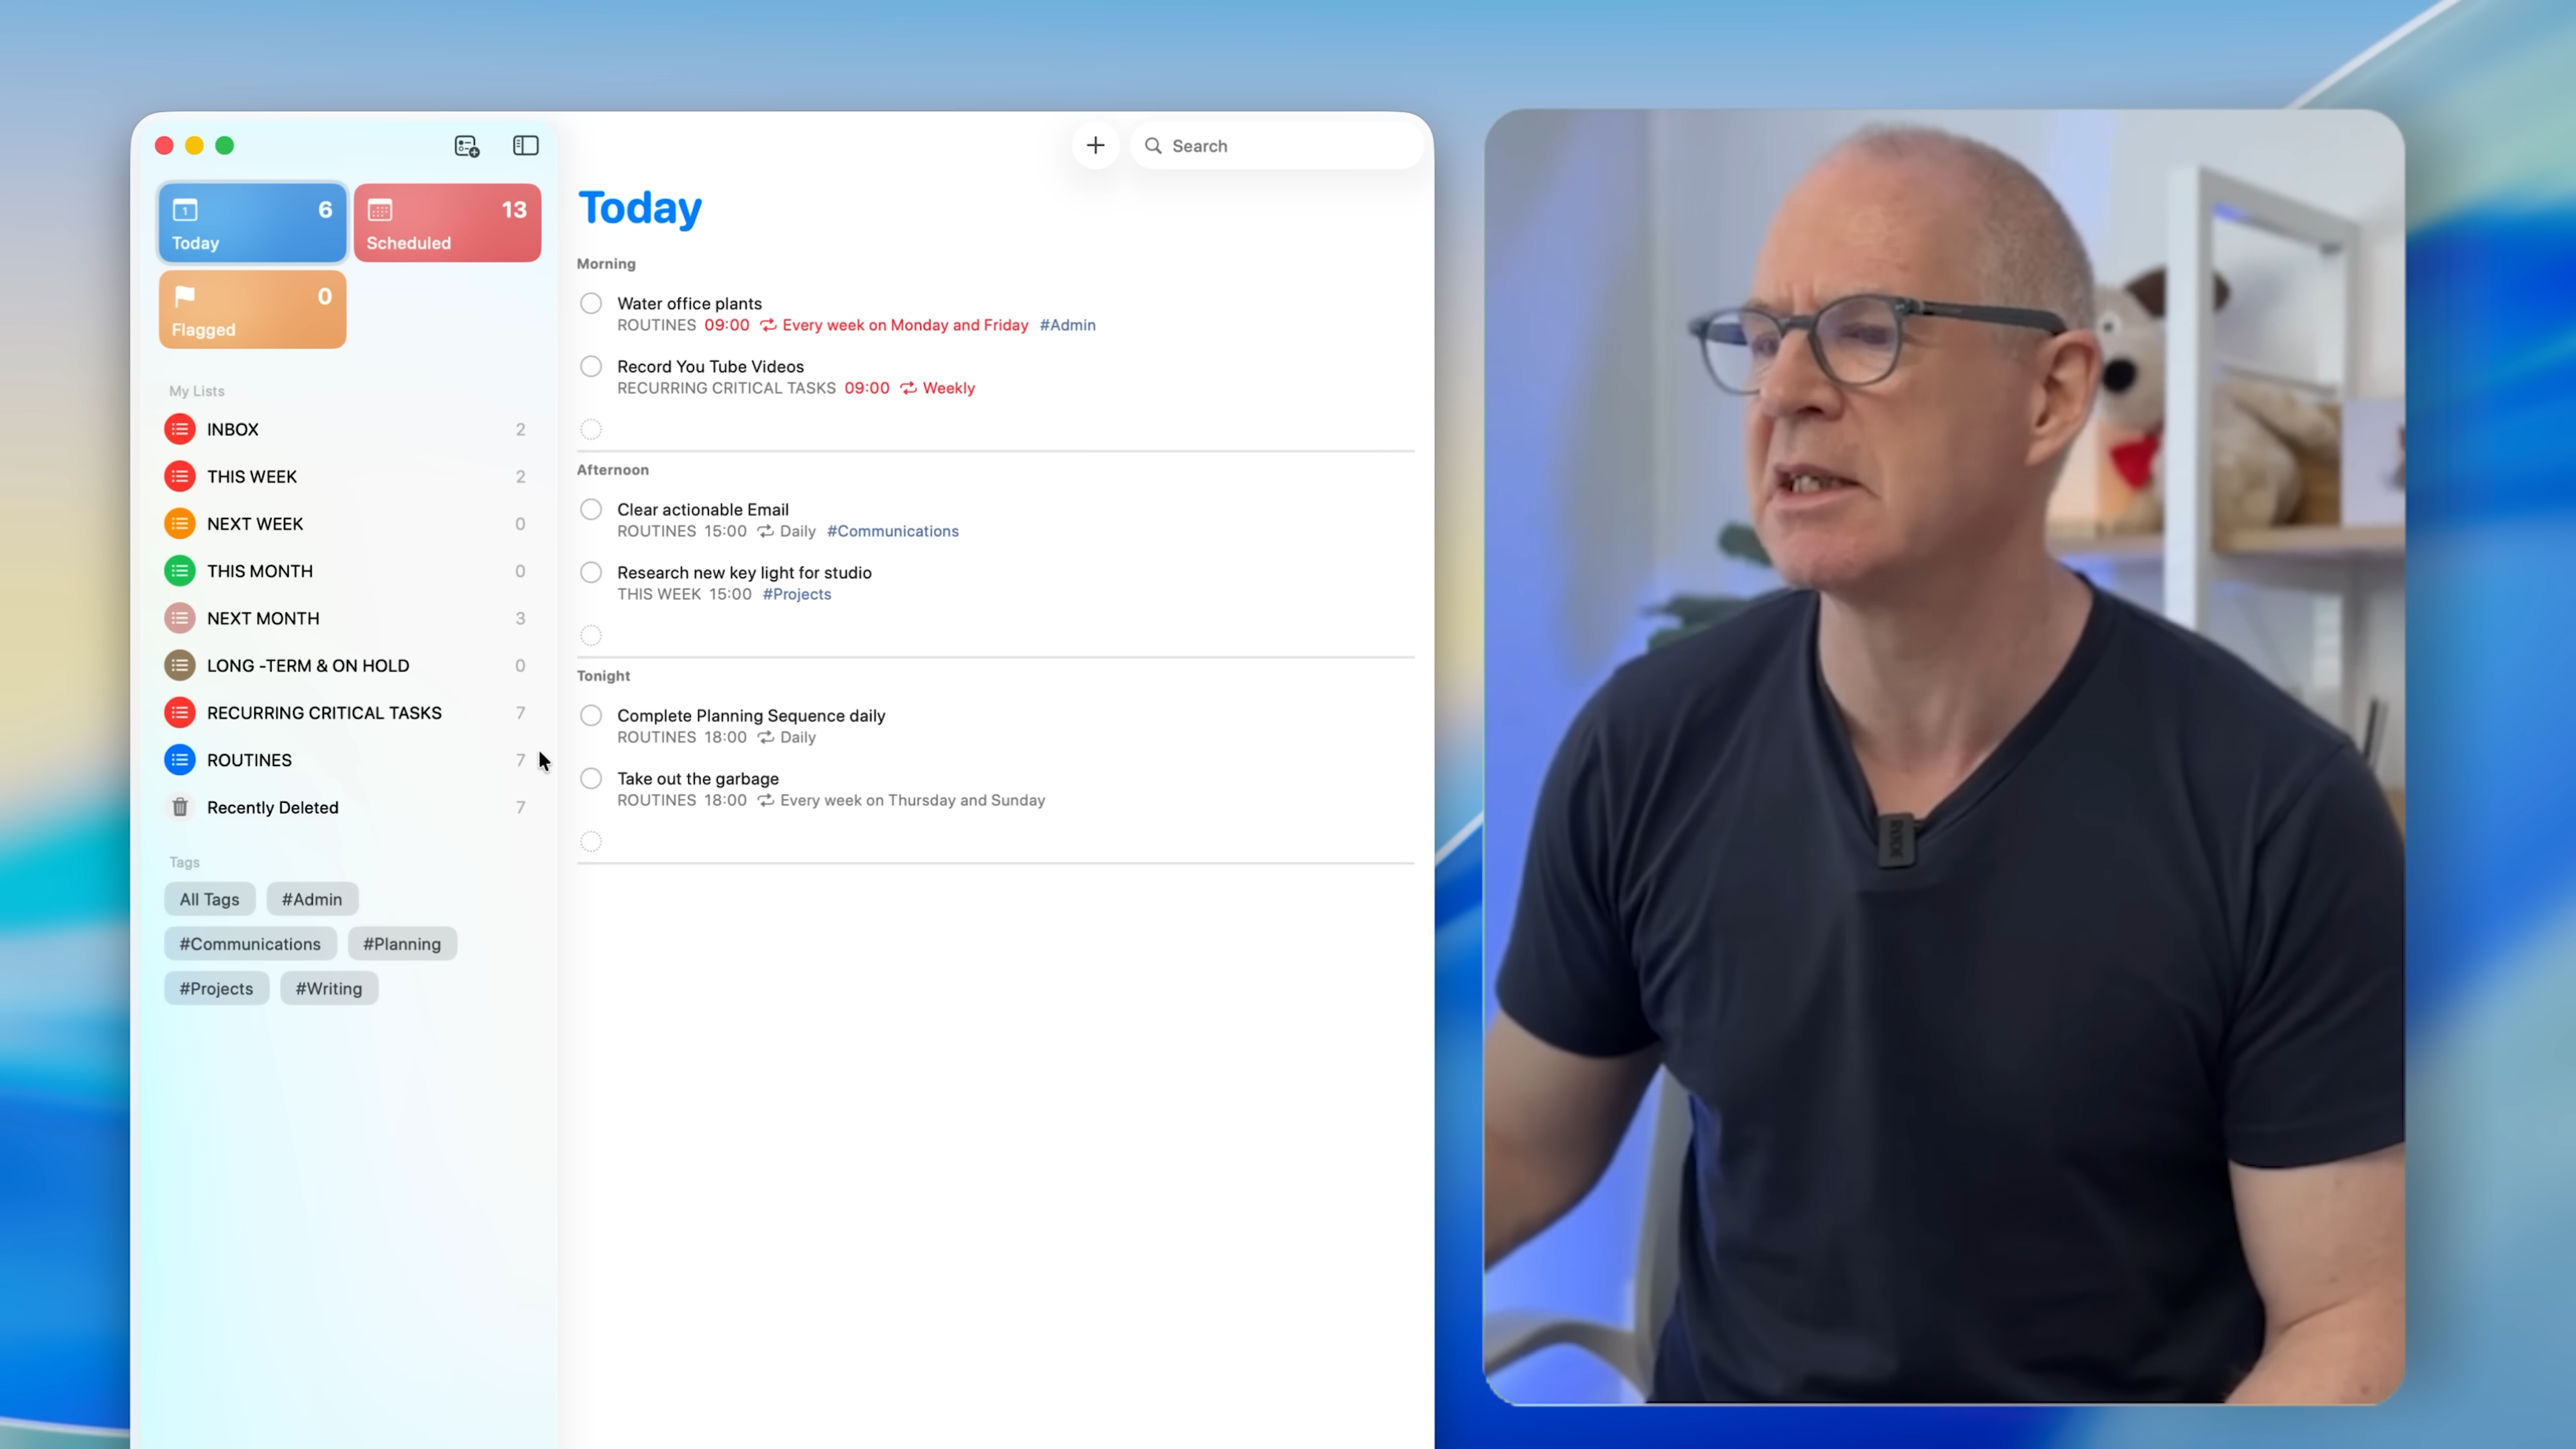 Today 6
Scheduled 13
Flagged 0
My Lists
INBOX 2
THIS WEEK 2
NEXT WEEK 0
THIS MONTH 0
NEXT MONTH 3
LONG -TERM & ON HOLD 0
RECURRING CRITICAL TASKS 7
ROUTINES 7
Recently Deleted 7
Tags
All Tags #Admin
#Communications #Planning
#Projects #Writing
+ Search
Today
Morning
Water office plants
ROUTINES 09:00 Every week on Monday and Friday #Admin
Record You Tube Videos
RECURRING CRITICAL TASKS 09:00 Weekly
Afternoon
Clear actionable Email
ROUTINES 15:00 Daily #Communications
Research new key light for studio
THIS WEEK 15:00 #Projects
Tonight
Complete Planning Sequence daily
ROUTINES 18:00 Daily
Take out the garbage
ROUTINES 18:00 Every week on Thursday and Sunday
RØDE